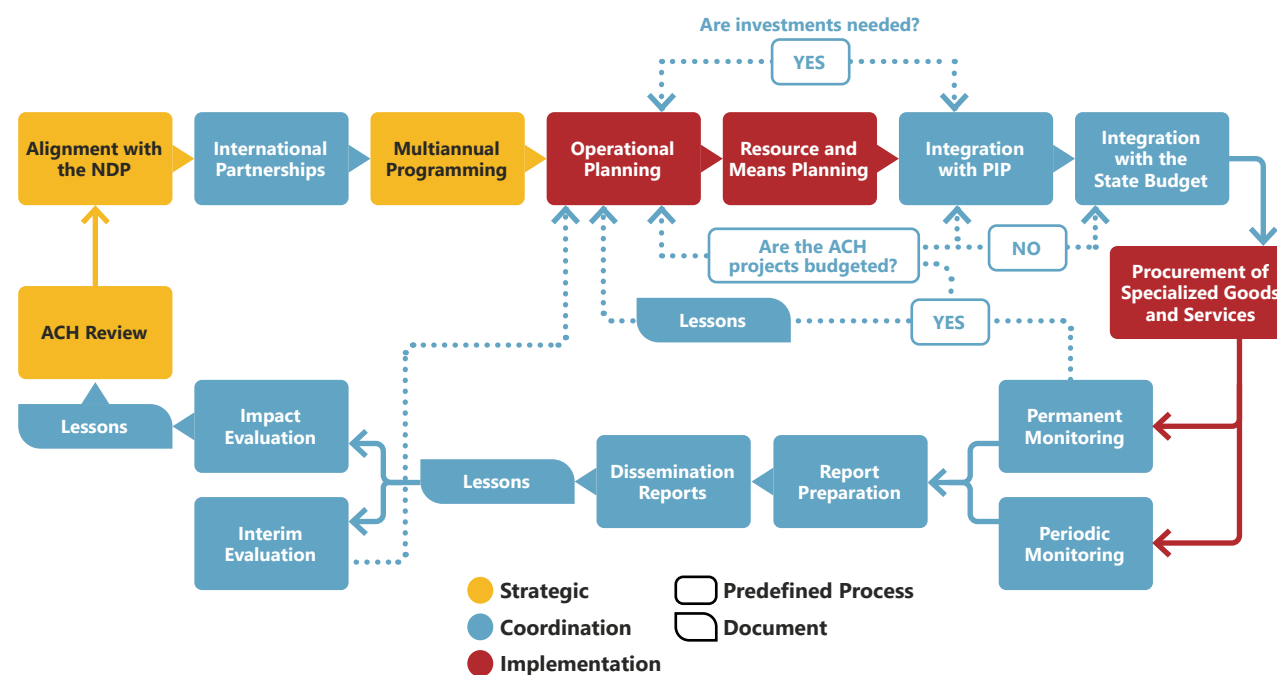 Are investments needed?
YES
Alignment with
the NDP
International
Partnerships
Multiannual
Programming
Operational
Planning
Resource and
Means Planning
Integration
with PIP
Integration
with the
State Budget
Are the ACH
projects budgeted?
NO
Procurement of
Specialized Goods
and Services
ACH Review
Lessons
YES
Lessons
Impact
Evaluation
Permanent
Monitoring
Lessons
Dissemination
Reports
Report
Preparation
Interim
Evaluation
Periodic
Monitoring
Strategic
Predefined Process
Coordination
Document
Implementation